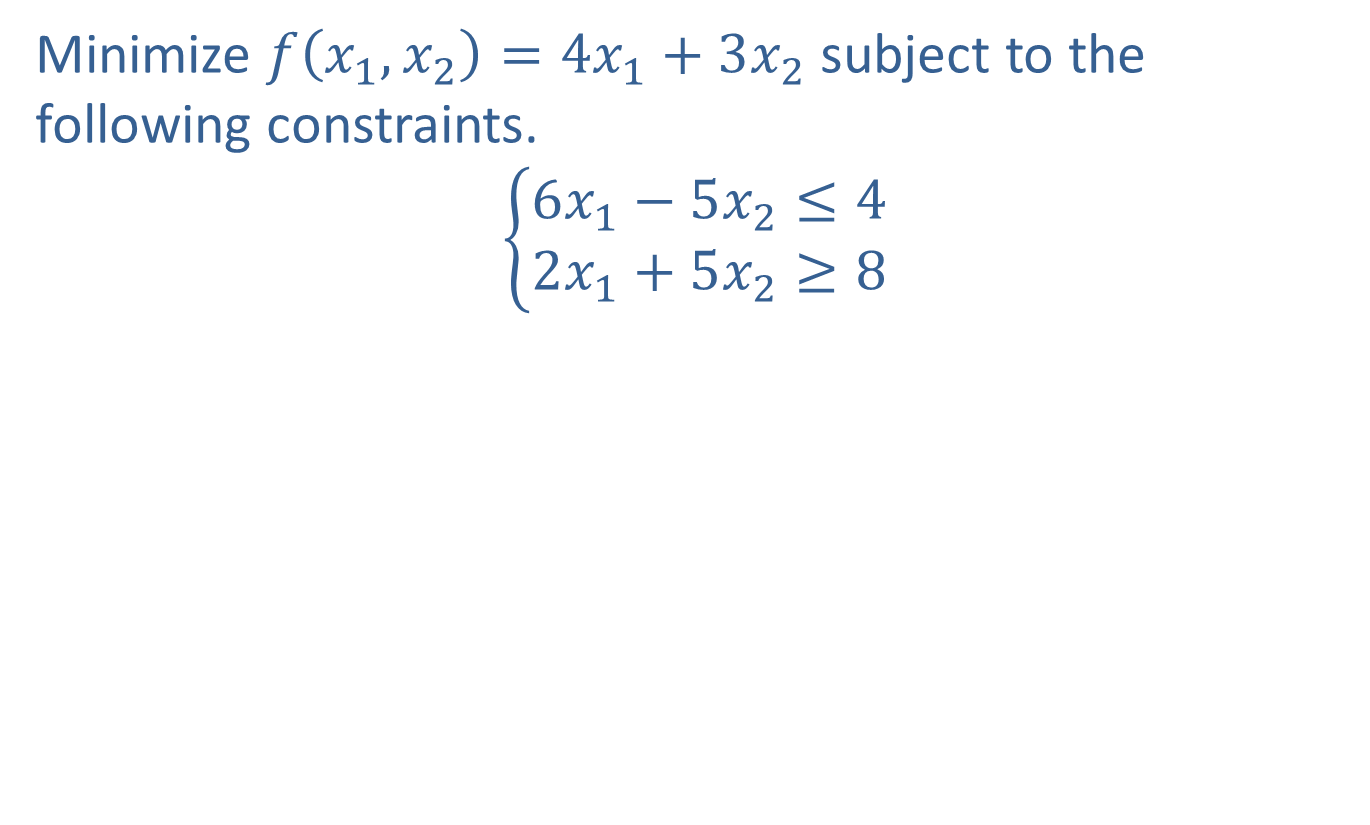 Minimize f(x₁, x₂) = 4x₁ + 3x₂ subject to the
following constraints.
6x₁ − 5x₂ ≤ 4
2x₁ + 5x₂ ≥ 8